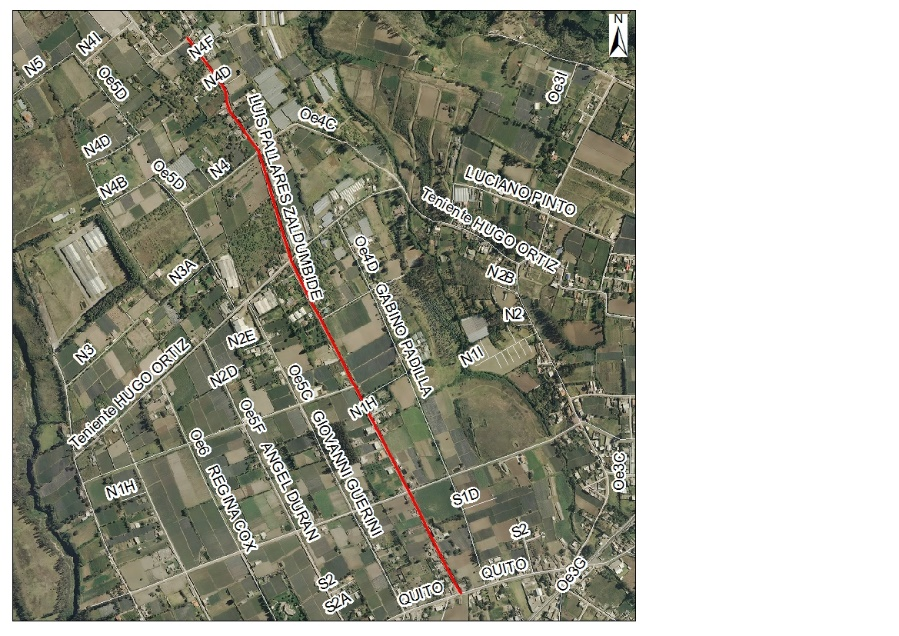 N
N4F
N4I
N5
N4D
Oe5D
LUIS PALLARES ZALDUMBIDE
Oe4C
Oe3I
N4D
N4
Oe5D
N4B
LUCIANO PINTO
Teniente HUGO ORTIZ
Oe4D
N3A
N2B
GABINO PADILLA
N2
N2E
N3
N1I
Teniente HUGO ORTIZ
N2D
Oe5C
N1H
Oe5F
GIOVANNI GUERINI
Oe6
ANGEL DURAN
REGINA COX
N1H
S1D
Oe3C
S2
S2
QUITO
Oe3G
QUITO
S2A